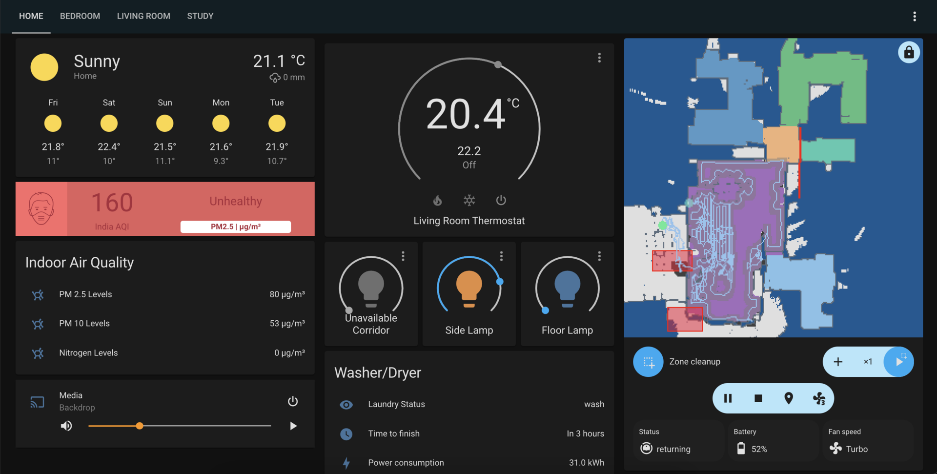 HOME BEDROOM LIVING ROOM STUDY
Sunny
Home
21.1 °C
0 mm
Fri Sat Sun Mon Tue
21.8° 22.4° 21.5° 21.6° 21.9°
11° 10° 11.1° 9.3° 10.7°
160
India AQI
Unhealthy
PM2.5 | µg/m³
Indoor Air Quality
PM 2.5 Levels 80 µg/m³
PM 10 Levels 53 µg/m³
Nitrogen Levels 0 µg/m³
Media
Backdrop
20.4 °C
22.2
Off
Living Room Thermostat
Unavailable
Corridor
Side Lamp
Floor Lamp
Washer/Dryer
Laundry Status wash
Time to finish In 3 hours
Power consumption 31.0 kWh
Zone cleanup
×1
3
Status
returning
Battery
52%
Fan speed
Turbo